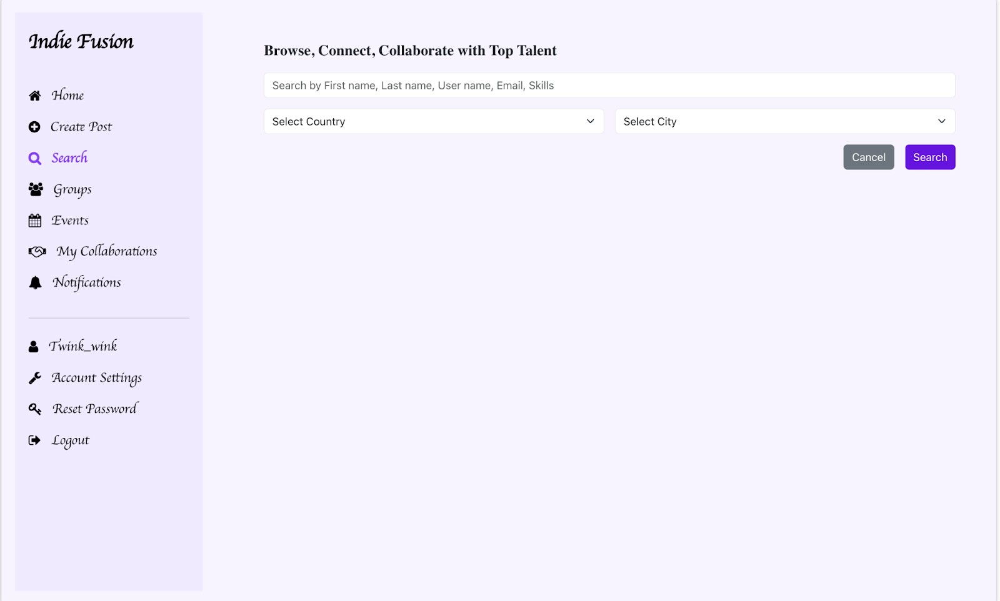 Indie Fusion
Home
Create Post
Search
Groups
Events
My Collaborations
Notifications
Twink_wink
Account Settings
Reset Password
Logout
Browse, Connect, Collaborate with Top Talent
Search by First name, Last name, User name, Email, Skills
Select Country
Select City
Cancel
Search